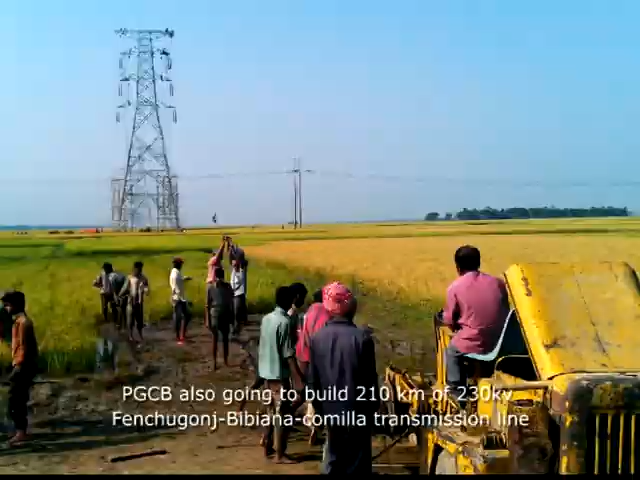 PGCB also going to build 210 km of 230kv
Fenchugonj-Bibiana-comilla transmission line